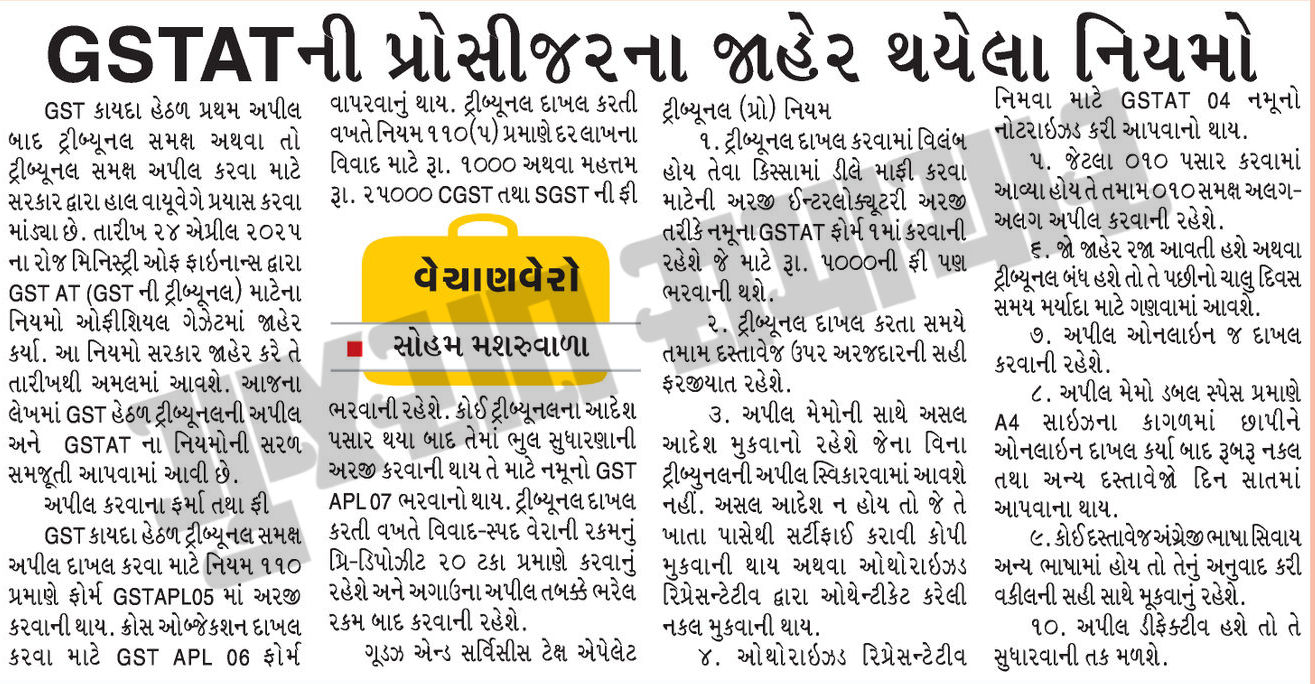 GSTATની પ્રોસીજરના જાહેર થયેલા નિયમો
GST કાયદા હેઠળ પ્રથમ અપીલ
બાદ ટ્રીબ્યૂનલ સમક્ષ અથવા તો
ટ્રીબ્યૂનલ સમક્ષ અપીલ કરવા માટે
સરકાર દ્વારા હાલ વાયૂવેગે પ્રયાસ કરવા
માંડ્યા છે. તારીખ ૨૪ એપ્રીલ ૨૦૨૫
ના રોજ મિનિસ્ટ્રી ઓફ ફાઇનાન્સ દ્વારા
GST AT (GST ની ટ્રીબ્યૂનલ) માટેના
નિયમો ઓફીશિયલ ગેઝેટમાં જાહેર
કર્યા. આ નિયમો સરકાર જાહેર કરે તે
તારીખથી અમલમાં આવશે. આજના
લેખમાં GST હેઠળ ટ્રીબ્યૂનલની અપીલ
અને GSTAT ના નિયમોની સરળ
સમજૂતી આપવામાં આવી છે.
અપીલ કરવાના ફર્મા તથા ફી
GST કાયદા હેઠળ ટ્રીબ્યૂનલ સમક્ષ
અપીલ દાખલ કરવા માટે નિયમ ૧૧૦
પ્રમાણે ફોર્મ GSTAPL05 માં અરજી
કરવાની થાય. ક્રોસ ઓબ્જેકશન દાખલ
કરવા માટે GST APL 06 ફોર્મ
વાપરવાનું થાય. ટ્રીબ્યૂનલ દાખલ કરતી
વખતે નિયમ ૧૧૦(૫) પ્રમાણે દર લાખના
વિવાદ માટે રૂા. ૧૦૦૦ અથવા મહત્તમ
રૂા. ૨૫૦૦૦ CGST તથા SGST ની ફી
વેચાણવેરો
સોહમ મશરુવાળા
ભરવાની રહેશે. કોઈ ટ્રીબ્યૂનલના આદેશ
પસાર થયા બાદ તેમાં ભુલ સુધારણાની
અરજી કરવાની થાય તે માટે નમૂનો GST
APL 07 ભરવાનો થાય. ટ્રીબ્યૂનલ દાખલ
કરતી વખતે વિવાદ-સ્પદ વેરાની રકમનું
પ્રિ-ડિપોઝીટ ૨૦ ટકા પ્રમાણે કરવાનું
રહેશે અને અગાઉના અપીલ તબક્કે ભરેલ
રકમ બાદ કરવાની રહેશે.
ગૂડઝ એન્ડ સર્વિસીસ ટેક્ષ એપેલેટ
ટ્રીબ્યૂનલ (પ્રો) નિયમ
૧. ટ્રીબ્યૂનલ દાખલ કરવામાં વિલંબ
હોય તેવા કિસ્સામાં ડીલે માફી કરવા
માટેની અરજી ઈન્ટરલોક્યૂટરી અરજી
તરીકે નમૂના GSTAT ફોર્મ ૧માં કરવાની
રહેશે જે માટે રૂા. ૫૦૦૦ની ફી પણ
ભરવાની થશે.
૨. ટ્રીબ્યૂનલ દાખલ કરતા સમયે
તમામ દસ્તાવેજ ઉપર અરજદારની સહી
ફરજીયાત રહેશે.
૩. અપીલ મેમોની સાથે અસલ
આદેશ મુકવાનો રહેશે જેના વિના
ટ્રીબ્યુનલની અપીલ સ્વિકારવામાં આવશે
નહીં. અસલ આદેશ ન હોય તો જે તે
ખાતા પાસેથી સર્ટીફાઈ કરાવી કોપી
મુકવાની થાય અથવા ઓથોરાઇઝડ
રિપ્રેસન્ટેટીવ દ્વારા ઓથેન્ટીકેટ કરેલી
નકલ મુકવાની થાય.
૪. ઓથોરાઇઝડ રિપ્રેસન્ટેટીવ
નિમવા માટે GSTAT 04 નમૂનો
નોટરાઇઝડ કરી આપવાનો થાય.
૫. જેટલા ૦૧૦ પસાર કરવામાં
આવ્યા હોય તે તમામ ૦૧૦ સમક્ષ અલગ-
અલગ અપીલ કરવાની રહેશે.
૬. જો જાહેર રજા આવતી હશે અથવા
ટ્રીબ્યૂનલ બંધ હશે તો તે પછીનો ચાલુ દિવસ
સમય મર્યાદા માટે ગણવામાં આવશે.
૭. અપીલ ઓનલાઇન જ દાખલ
કરવાની રહેશે.
૮. અપીલ મેમો ડબલ સ્પેસ પ્રમાણે
A4 સાઇઝના કાગળમાં છાપીને
ઓનલાઇન દાખલ કર્યા બાદ રૂબરૂ નકલ
તથા અન્ય દસ્તાવેજો દિન સાતમાં
આપવાના થાય.
૯. કોઈ દસ્તાવેજ અંગ્રેજી ભાષા સિવાય
અન્ય ભાષામાં હોય તો તેનું અનુવાદ કરી
વકીલની સહી સાથે મૂકવાનું રહેશે.
૧૦. અપીલ ડીફેક્ટીવ હશે તો તે
સુધારવાની તક મળશે.